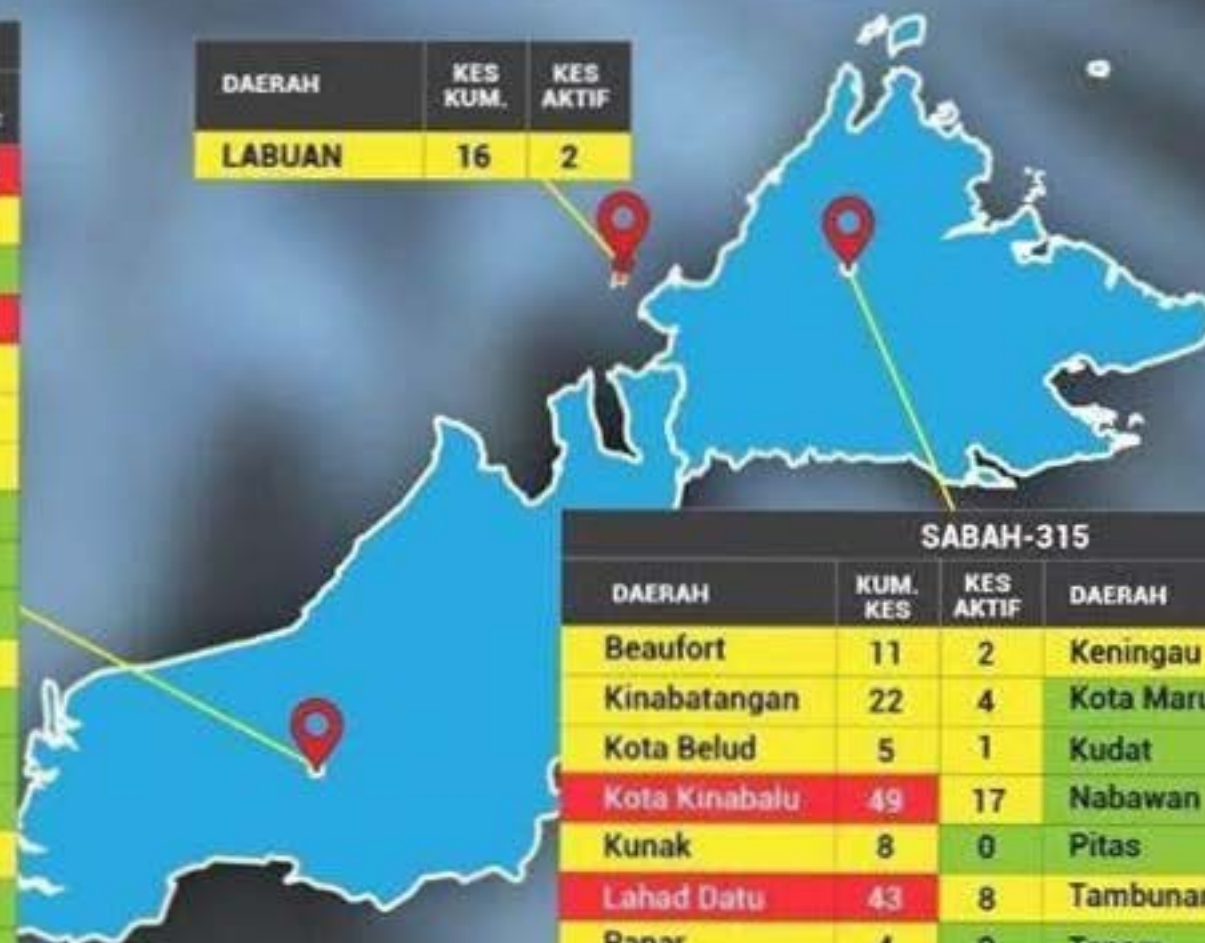 DAERAH KES KUM. KES AKTIF
LABUAN 16 2
SABAH-315
DAERAH KUM. KES KES AKTIF DAERAH
Beaufort 11 2 Keningau
Kinabatangan 22 4 Kota
Kota Belud 5 1 Kudat
Kota Kinabalu 49 17 Nabawan
Kunak 8 0 Pitas
Lahad Datu 43 8